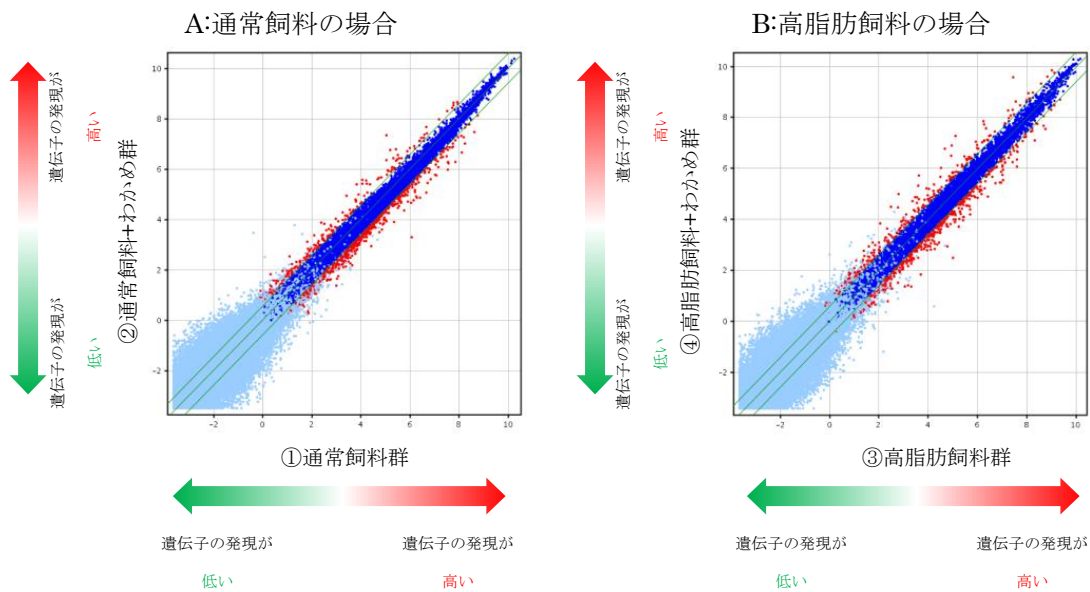 A:通常飼料の場合
遺伝子の発現が
高い
遺伝子の発現が
低い
②通常飼料+わかめ群
10
8
6
4
2
0
-2
-2
0
2
4
6
8
10
①通常飼料群
遺伝子の発現が
低い
遺伝子の発現が
高い
B:高脂肪飼料の場合
遺伝子の発現が
高い
遺伝子の発現が
低い
④高脂肪飼料+わかめ群
10
8
6
4
2
0
-2
-2
0
2
4
6
8
10
③高脂肪飼料群
遺伝子の発現が
低い
遺伝子の発現が
高い